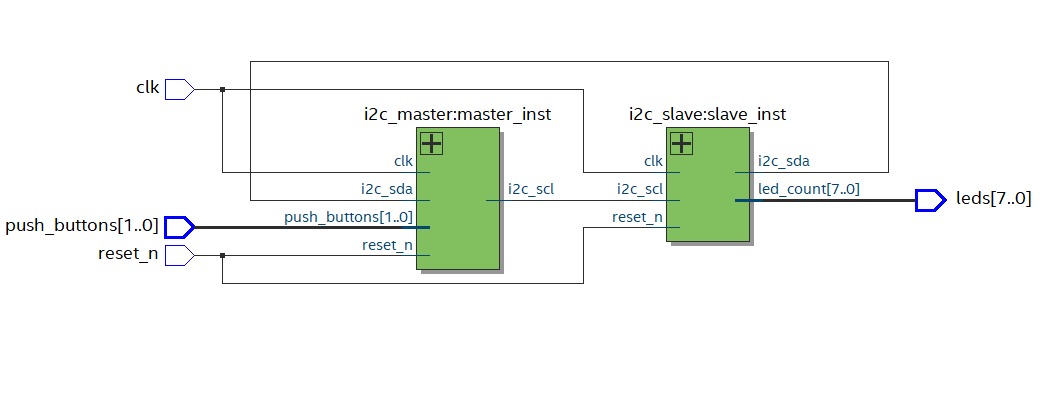 clk
i2c_master:master_inst
i2c_slave:slave_inst
clk
clk
i2c_sda
i2c_sda
i2c_scl
i2c_scl
led_count[7..0]
leds[7..0]
push_buttons[1..0]
push_buttons[1..0]
reset_n
reset_n
reset_n